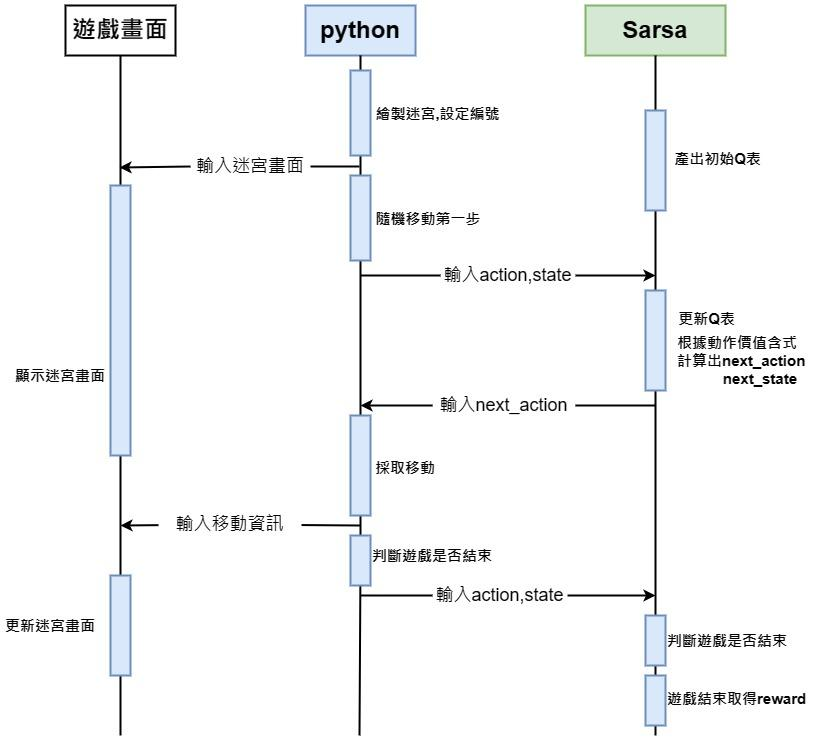 遊戲畫面
python
Sarsa
繪製迷宮,設定編號
產出初始Q表
輸入迷宮畫面
隨機移動第一步
輸入action,state
更新Q表
根據動作價值含式
計算出next_action
next_state
顯示迷宮畫面
輸入next_action
採取移動
輸入移動資訊
判斷遊戲是否結束
輸入action,state
更新迷宮畫面
判斷遊戲是否結束
遊戲結束取得reward